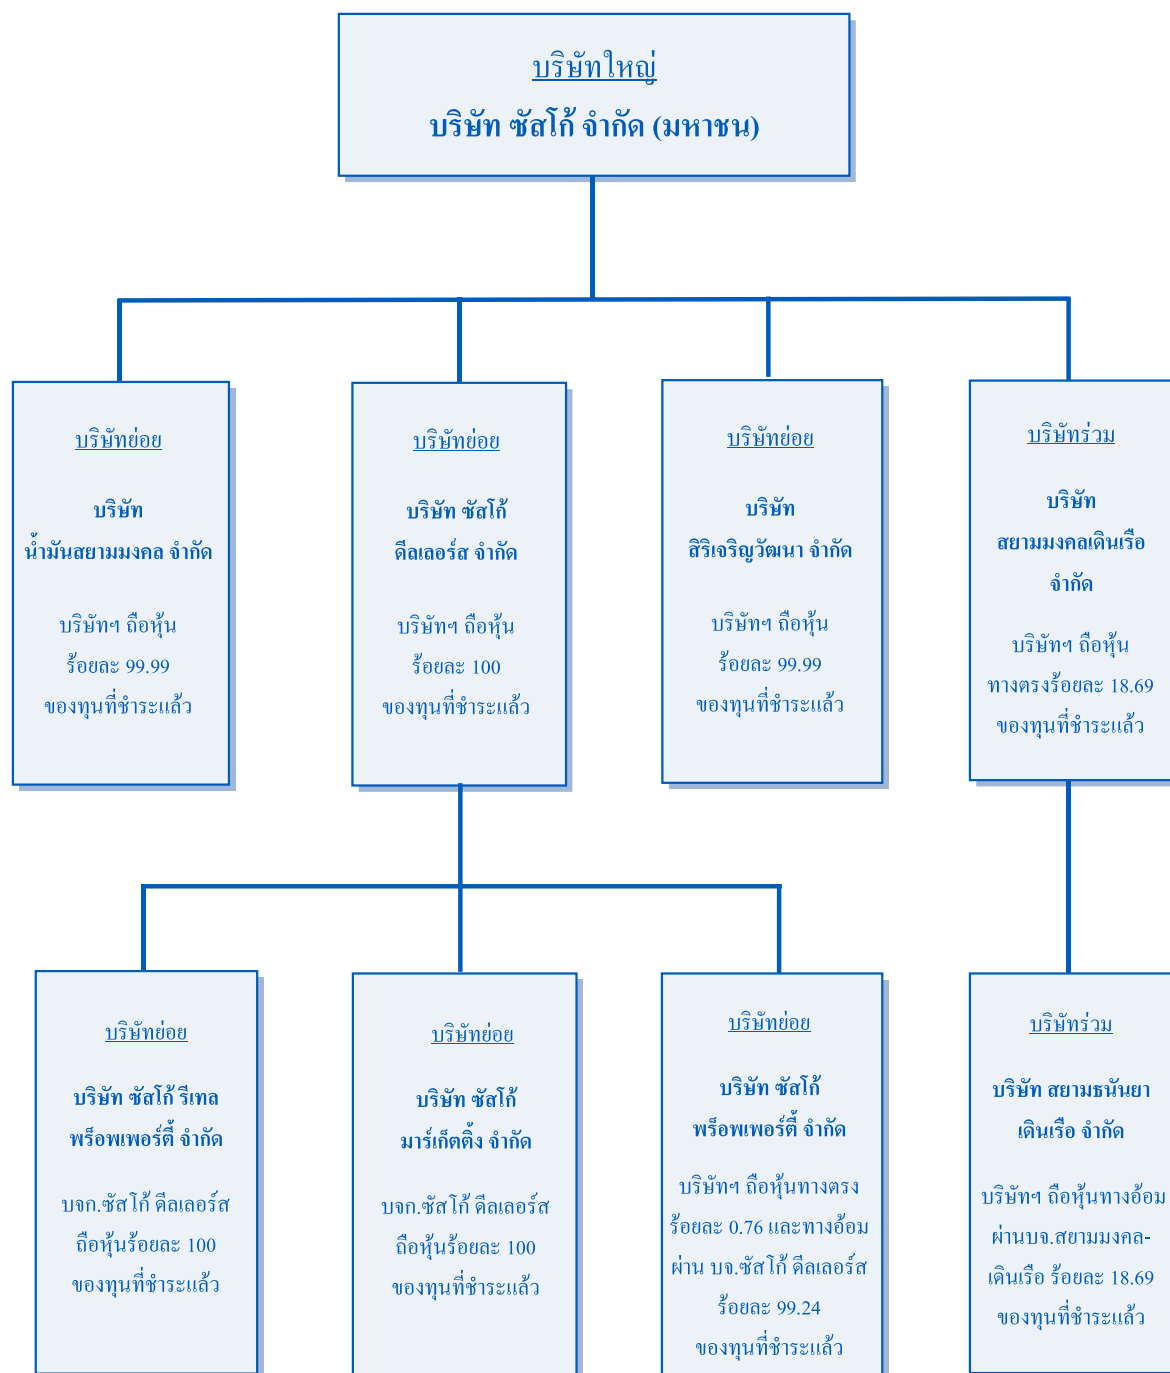 บริษัทใหญ่
บริษัท ซัสโก้ จำกัด (มหาชน)
บริษัทย่อย
บริษัท
น้ำมันสยามมงคล จำกัด
บริษัทฯ ถือหุ้น
ร้อยละ 99.99
ของทุนที่ชำระแล้ว
บริษัทย่อย
บริษัท ซัสโก้
ดีลเลอร์ส จำกัด
บริษัทฯ ถือหุ้น
ร้อยละ 100
ของทุนที่ชำระแล้ว
บริษัทย่อย
บริษัท
สิริเจริญวัฒนา จำกัด
บริษัทฯ ถือหุ้น
ร้อยละ 99.99
ของทุนที่ชำระแล้ว
บริษัทร่วม
บริษัท
สยามมงคลเดินเรือ
จำกัด
บริษัทฯ ถือหุ้น
ทางตรงร้อยละ 18.69
ของทุนที่ชำระแล้ว
บริษัทย่อย
บริษัท ซัสโก้ รีเทล
พร็อพเพอร์ตี้ จำกัด
บจก.ซัสโก้ ดีลเลอร์ส
ถือหุ้นร้อยละ 100
ของทุนที่ชำระแล้ว
บริษัทย่อย
บริษัท ซัสโก้
มาร์เก็ตติ้ง จำกัด
บจก.ซัสโก้ ดีลเลอร์ส
ถือหุ้นร้อยละ 100
ของทุนที่ชำระแล้ว
บริษัทย่อย
บริษัท ซัสโก้
พร็อพเพอร์ตี้ จำกัด
บริษัทฯ ถือหุ้นทางตรง
ร้อยละ 0.76 และทางอ้อม
ผ่าน บจ.ซัสโก้ ดีลเลอร์ส
ร้อยละ 99.24
ของทุนที่ชำระแล้ว
บริษัทร่วม
บริษัท สยามธนันยา
เดินเรือ จำกัด
บริษัทฯ ถือหุ้นทางอ้อม
ผ่านบจ.สยามมงคล-
เดินเรือ ร้อยละ 18.69
ของทุนที่ชำระแล้ว